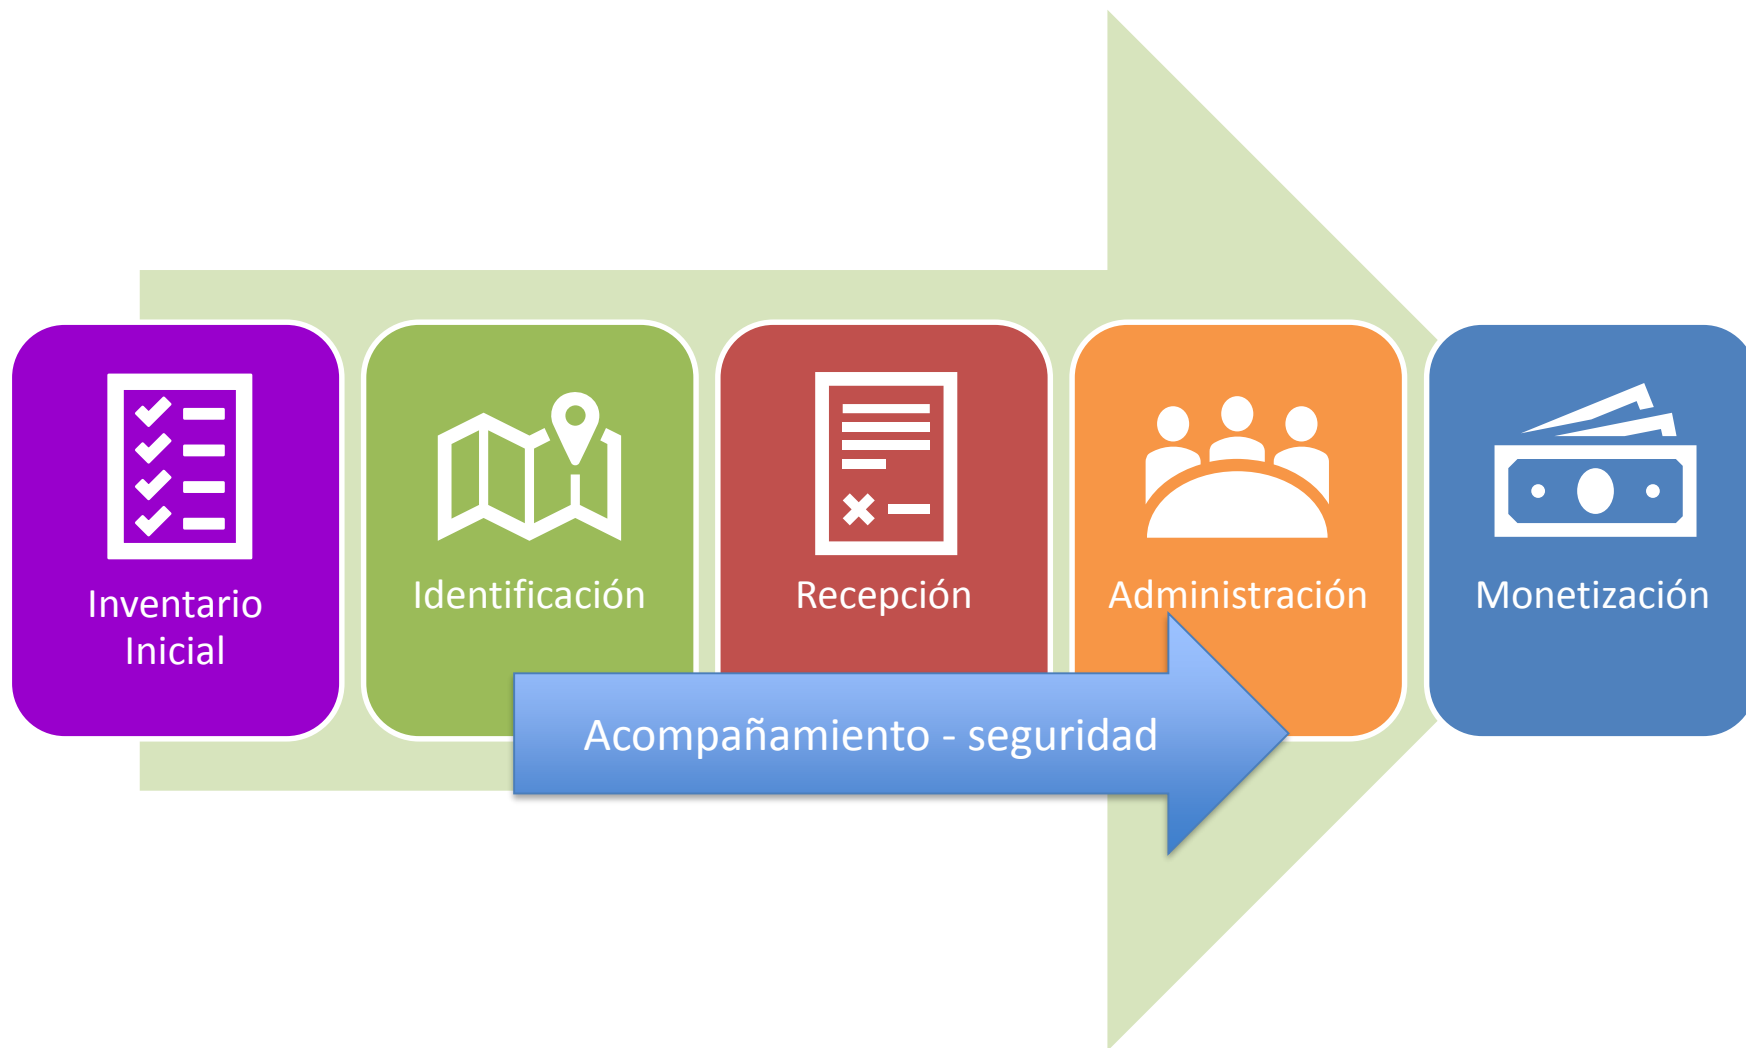 Inventario
Inicial
Identificación
Recepción
Administración
Monetización
Acompañamiento - seguridad